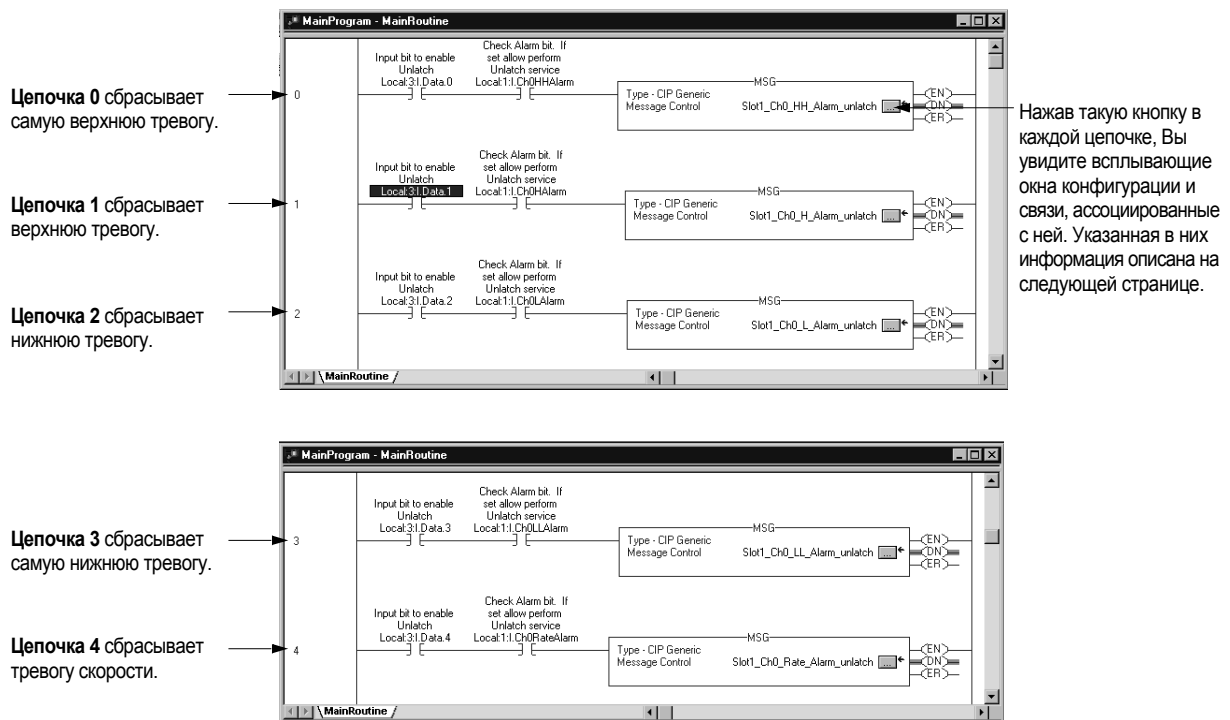 MainProgram - MainRoutine
Цепочка 0 сбрасывает
самую верхнюю тревогу.
0
Input bit to enable
Unlatch
Local:3:I.Data.0
Check Alarm bit. If
set allow perform
Unlatch service
Local:1:I.Ch0HHAlarm
MSG
Type - CIP Generic
Message Control
Slot1_Ch0_HH_Alarm_unlatch
...
EN
DN
ER
Нажав такую кнопку в
каждой цепочке, Вы
увидите всплывающие
окна конфигурации и
связи, ассоциированные
с ней. Указанная в них
информация описана на
следующей странице.
Цепочка 1 сбрасывает
верхнюю тревогу.
1
Input bit to enable
Unlatch
Local:3:I.Data.1
Check Alarm bit. If
set allow perform
Unlatch service
Local:1:I.Ch0HAlarm
MSG
Type - CIP Generic
Message Control
Slot1_Ch0_H_Alarm_unlatch
...
EN
DN
ER
Цепочка 2 сбрасывает
нижнюю тревогу.
2
Input bit to enable
Unlatch
Local:3:I.Data.2
Check Alarm bit. If
set allow perform
Unlatch service
Local:1:I.Ch0LAlarm
MSG
Type - CIP Generic
Message Control
Slot1_Ch0_L_Alarm_unlatch
...
EN
DN
ER
MainRoutine
MainProgram - MainRoutine
Цепочка 3 сбрасывает
самую нижнюю тревогу.
3
Input bit to enable
Unlatch
Local:3:I.Data.3
Check Alarm bit. If
set allow perform
Unlatch service
Local:1:I.Ch0LLAlarm
MSG
Type - CIP Generic
Message Control
Slot1_Ch0_LL_Alarm_unlatch
...
EN
DN
ER
Цепочка 4 сбрасывает
тревогу скорости.
4
Input bit to enable
Unlatch
Local:3:I.Data.4
Check Alarm bit. If
set allow perform
Unlatch service
Local:1:I.Ch0RateAlarm
MSG
Type - CIP Generic
Message Control
Slot1_Ch0_Rate_Alarm_unlatch
...
EN
DN
ER
MainRoutine